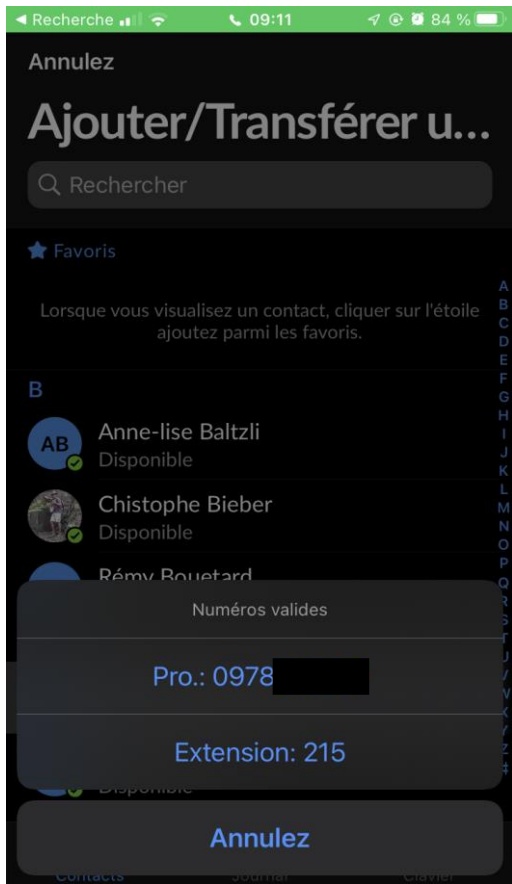 ◀ Recherche 09:11 84 %
Annulez
Ajouter/Transférer u...
Rechercher
Favoris
Lorsque vous visualisez un contact, cliquer sur l'étoile
ajoutez parmi les favoris.
A
B
C
D
E
F
G
H
I
J
K
L
M
N
O
P
Q
R
S
T
U
V
W
X
Y
Z
#
B
AB
Anne-lise Baltzli
Disponible
Chistophe Bieber
Disponible
Rémy Bouetard
Numéros valides
Pro.: 0978
Extension: 215
Disponible
Annulez
Contacts Journal Clavier